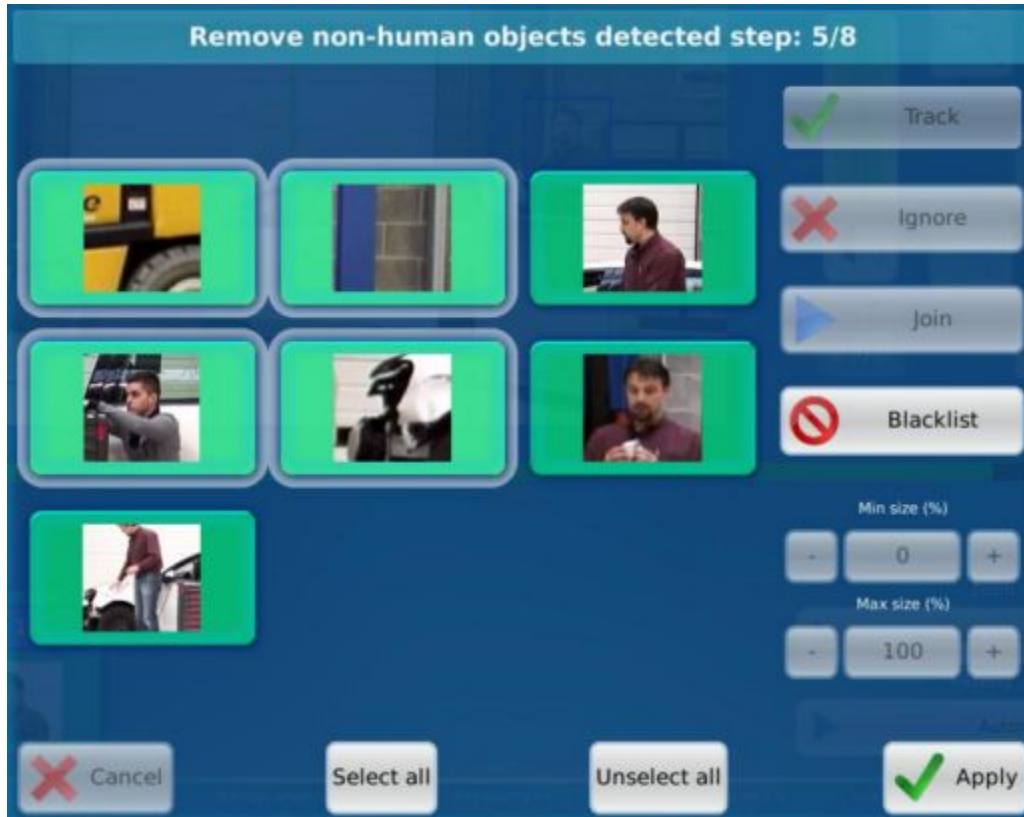 Remove non-human objects detected step: 5/8
Track
Ignore
Join
Blacklist
Min size (%)
- 0 +
Max size (%)
- 100 +
Cancel
Select all
Unselect all
Apply